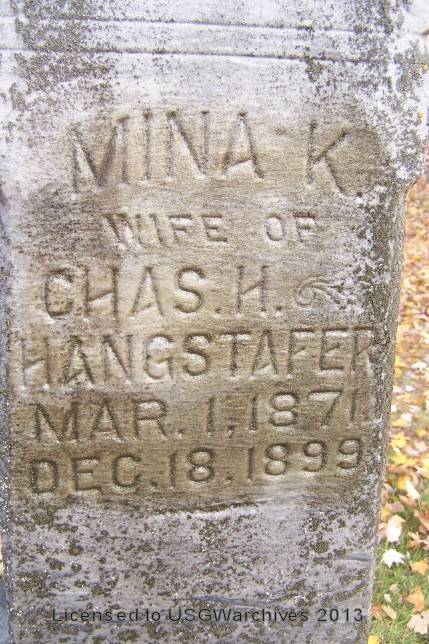 MINA K.
WIFE OF
CHAS. H.
HANGSTAFER
MAR. 1, 1871.
DEC. 18. 1899
Licensed to USGWarchives 2013